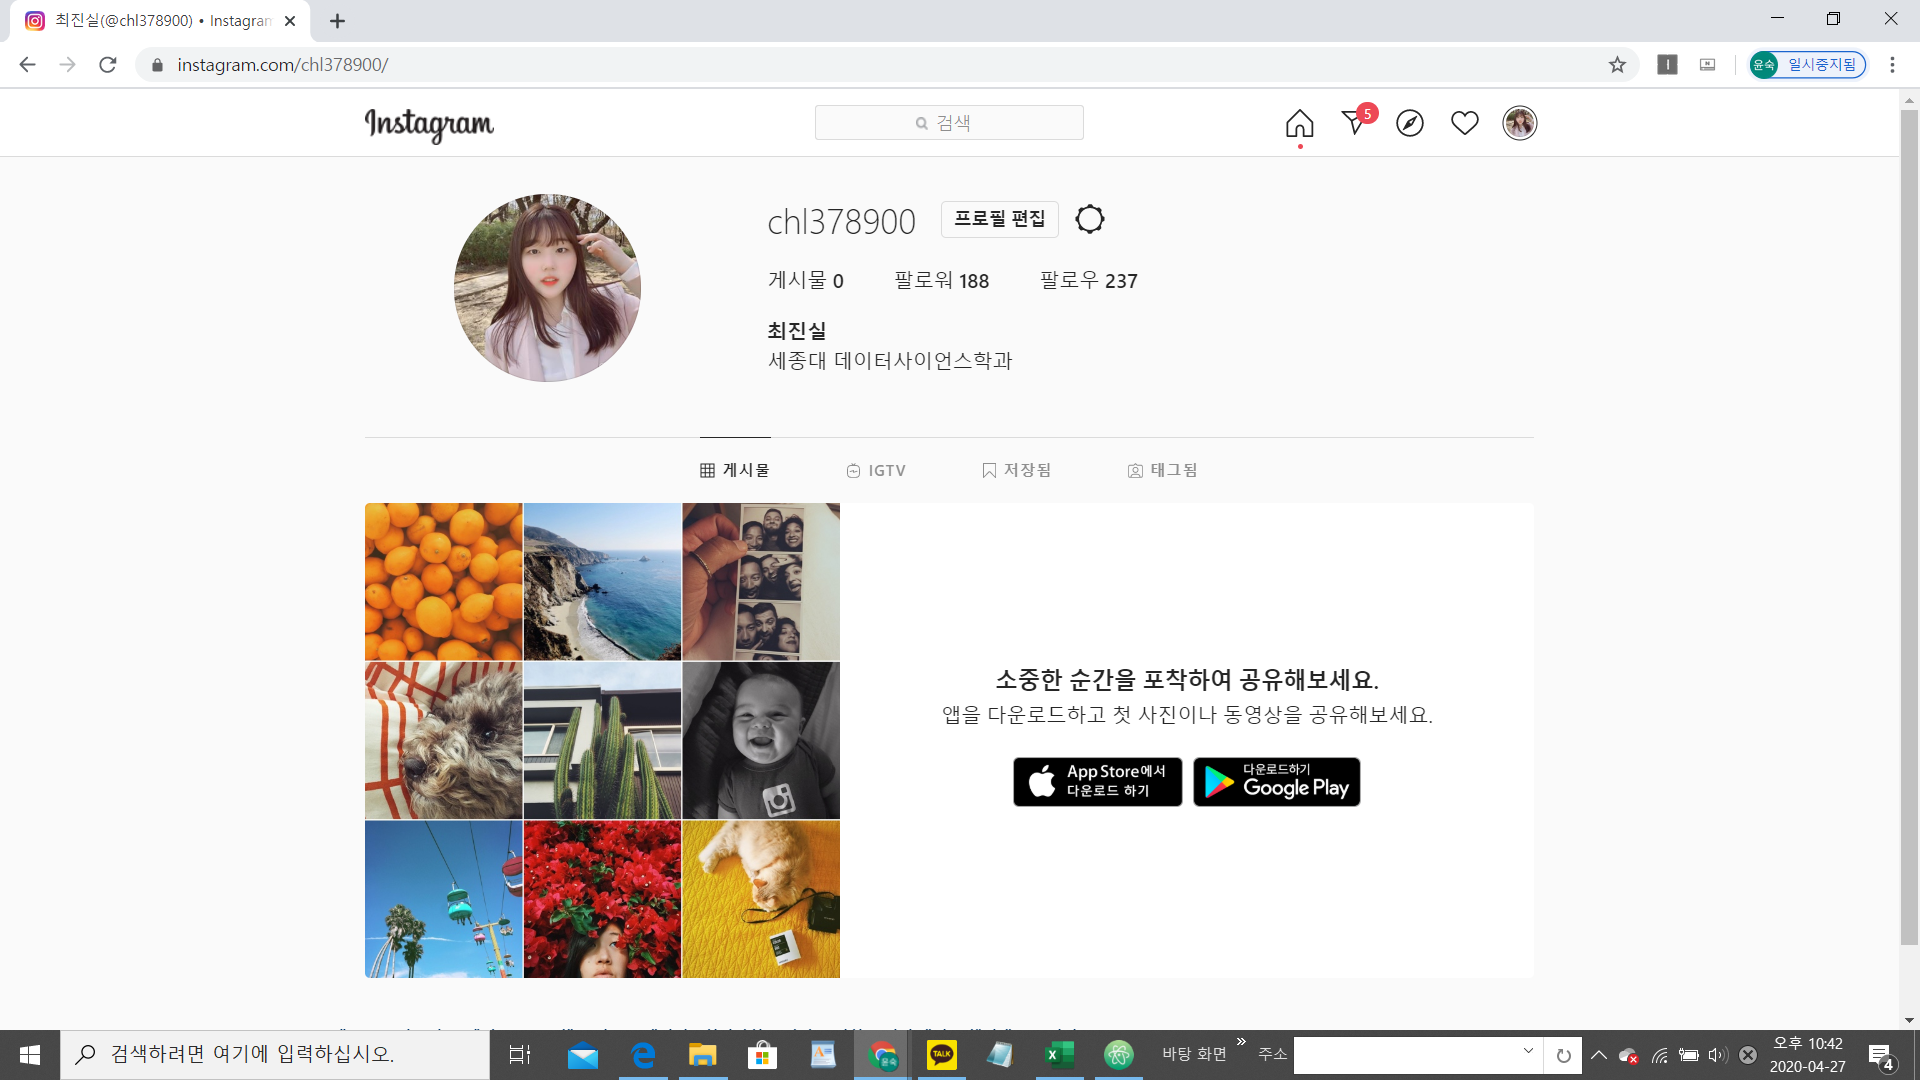 최진실(@chl378900) • Instagram
instagram.com/chl378900/
윤숙 일시중지됨
Instagram
검색
5
chl378900 프로필 편집
게시물 0 팔로워 188 팔로우 237
최진실
세종대 데이터사이언스학과
게시물 IGTV 저장됨 태그됨
소중한 순간을 포착하여 공유해보세요.
앱을 다운로드하고 첫 사진이나 동영상을 공유해보세요.
App Store에서
다운로드 하기
다운로드하기
Google Play
검색하려면 여기에 입력하십시오.
윤숙
TALK
바탕 화면 » 주소
오후 10:42
2020-04-27
4